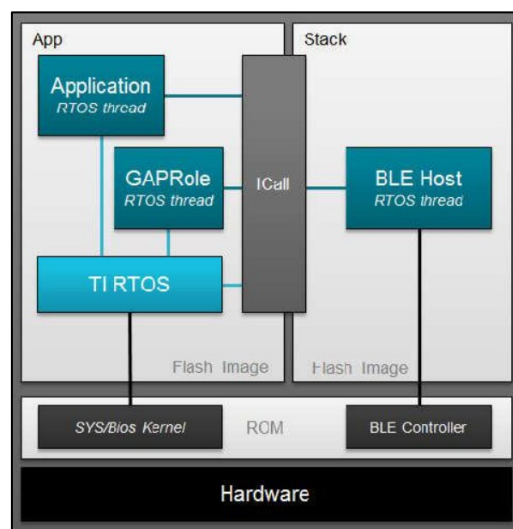 App
Stack
Application
RTOS thread
GAPRole
RTOS thread
ICall
BLE Host
RTOS thread
TI RTOS
Flash Image
Flash Image
SYS/Bios Kernel
ROM
BLE Controller
Hardware